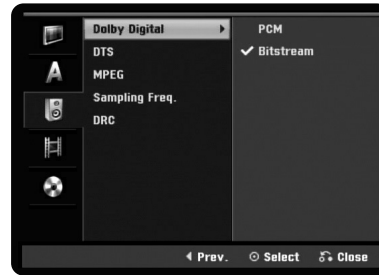 Dolby Digital
DTS
MPEG
Sampling Freq.
DRC
PCM
Bitstream
A
Prev. Select Close